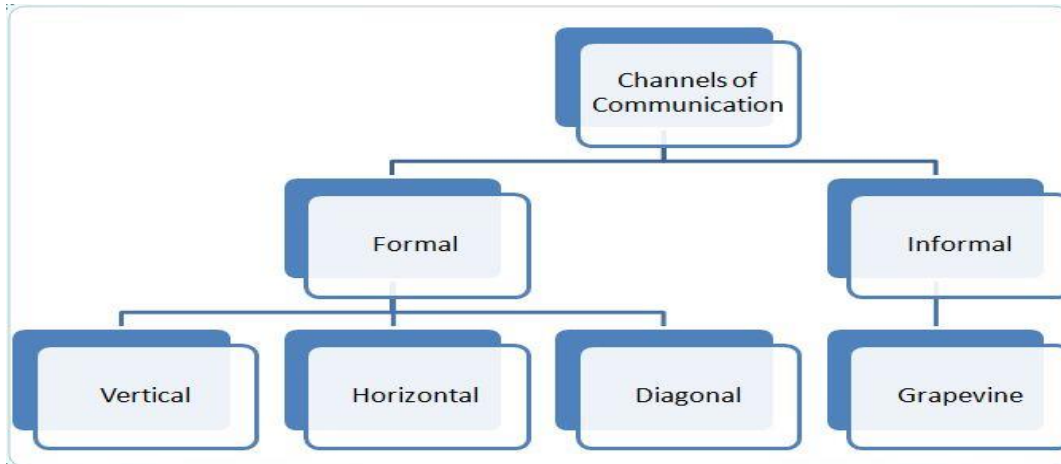 Channels of
Communication
Formal
Informal
Vertical
Horizontal
Diagonal
Grapevine